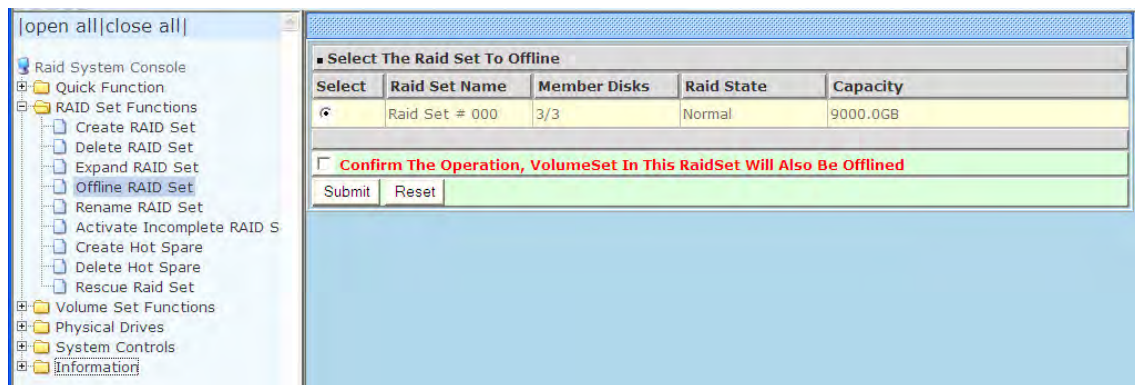 |open all|close all|
Raid System Console
Quick Function
RAID Set Functions
Create RAID Set
Delete RAID Set
Expand RAID Set
Offline RAID Set
Rename RAID Set
Activate Incomplete RAID S
Create Hot Spare
Delete Hot Spare
Rescue Raid Set
Volume Set Functions
Physical Drives
System Controls
Information
Select The Raid Set To Offline
Select Raid Set Name Member Disks Raid State Capacity
Raid Set # 000 3/3 Normal 9000.0GB
Confirm The Operation, VolumeSet In This RaidSet Will Also Be Offlined
Submit Reset